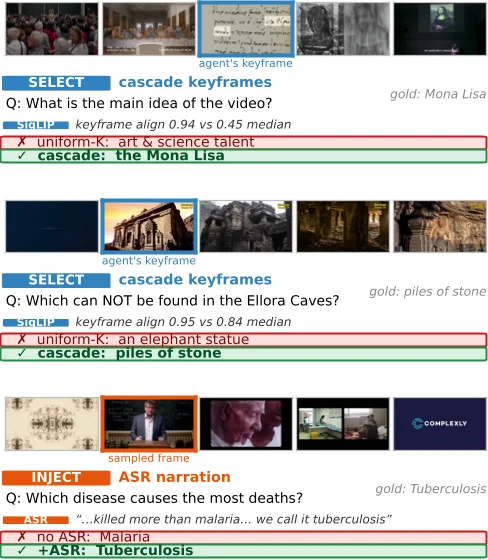 agent's keyframe
SELECT cascade keyframes
gold: Mona Lisa
Q: What is the main idea of the video?
SigLIP keyframe align 0.94 vs 0.45 median
✗ uniform-K: art & science talent
✓ cascade: the Mona Lisa
agent's keyframe
SELECT cascade keyframes
gold: piles of stone
Q: Which can NOT be found in the Ellora Caves?
SigLIP keyframe align 0.95 vs 0.84 median
✗ uniform-K: an elephant statue
✓ cascade: piles of stone
COMPLEXLY
sampled frame
INJECT ASR narration
gold: Tuberculosis
Q: Which disease causes the most deaths?
ASR “…killed more than malaria… we call it tuberculosis”
✗ no ASR: Malaria
✓ +ASR: Tuberculosis